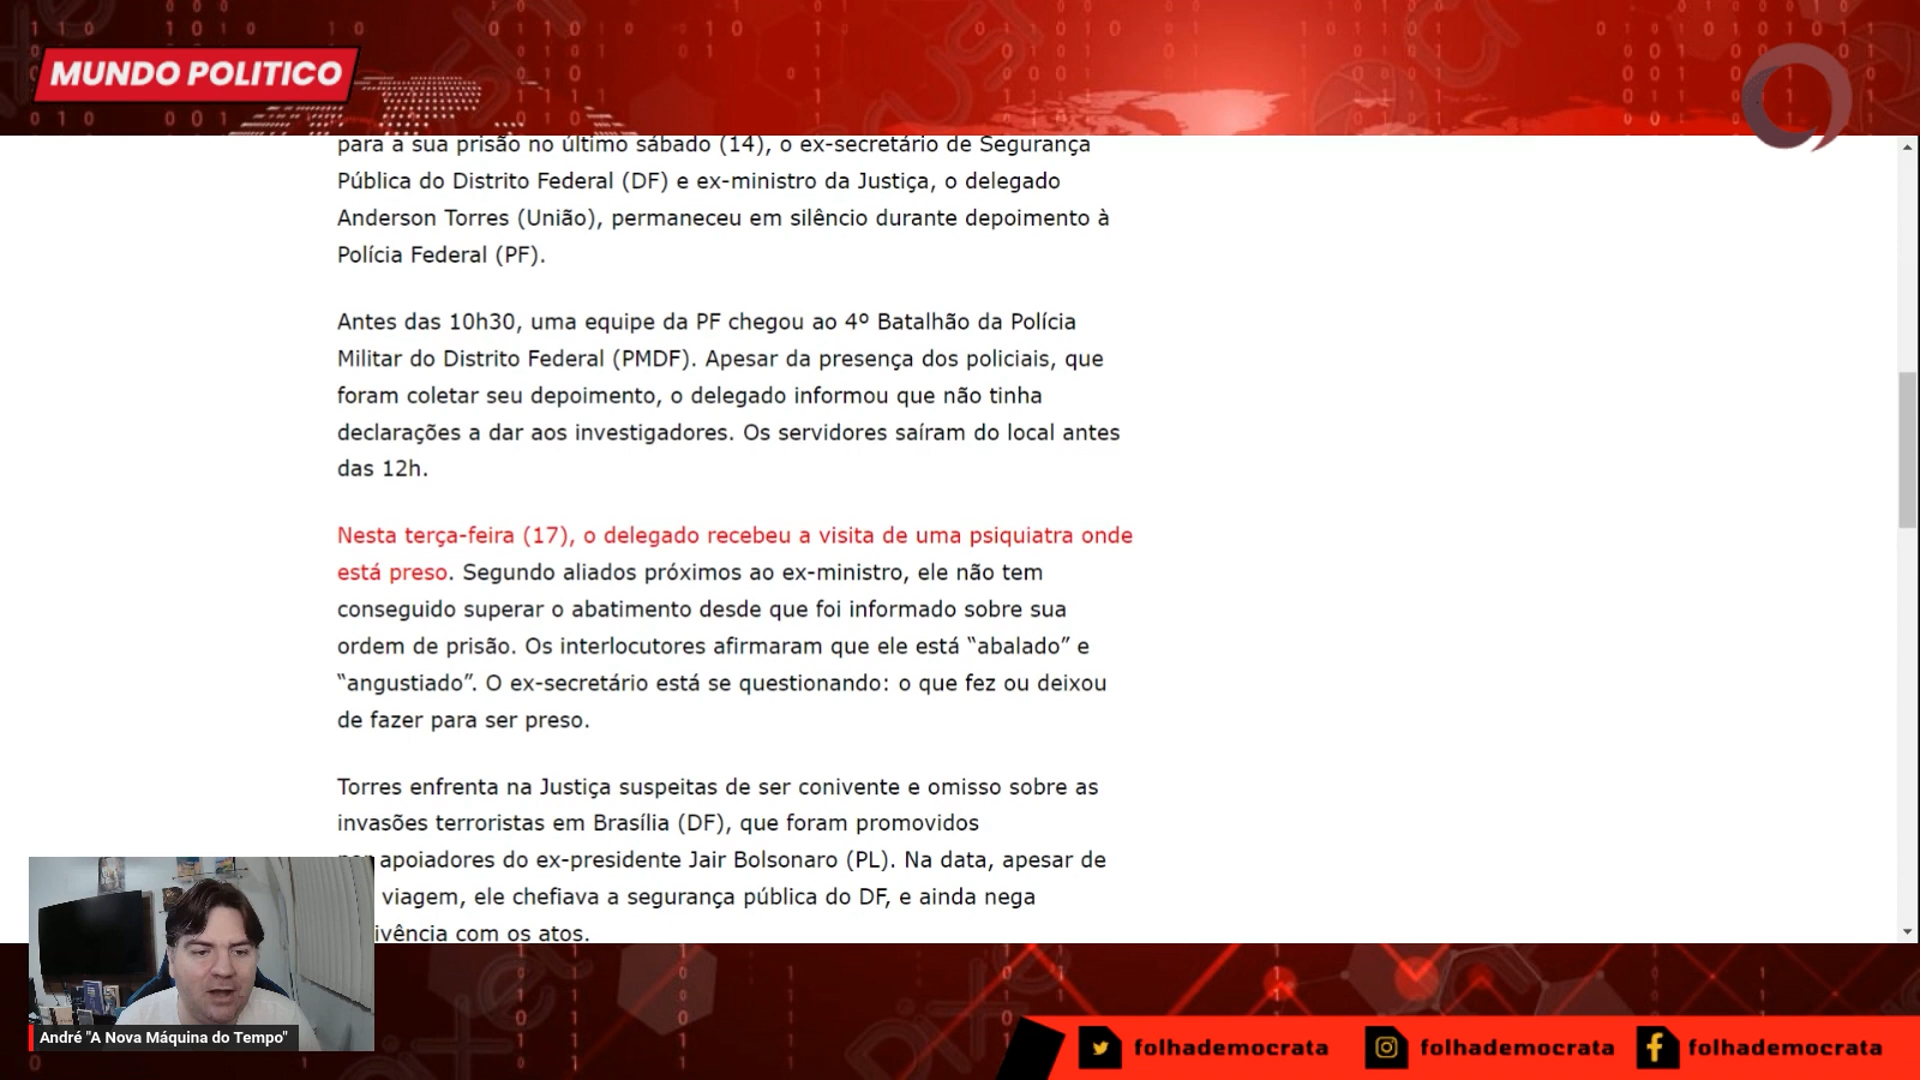 MUNDO POLITICO
para a sua prisão no último sábado (14), o ex-secretário de Segurança
Pública do Distrito Federal (DF) e ex-ministro da Justiça, o delegado
Anderson Torres (União), permaneceu em silêncio durante depoimento à
Polícia Federal (PF).
Antes das 10h30, uma equipe da PF chegou ao 4º Batalhão da Polícia
Militar do Distrito Federal (PMDF). Apesar da presença dos policiais, que
foram coletar seu depoimento, o delegado informou que não tinha
declarações a dar aos investigadores. Os servidores saíram do local antes
das 12h.
Nesta terça-feira (17), o delegado recebeu a visita de uma psiquiatra onde
está preso. Segundo aliados próximos ao ex-ministro, ele não tem
conseguido superar o abatimento desde que foi informado sobre sua
ordem de prisão. Os interlocutores afirmaram que ele está “abalado” e
“angustiado”. O ex-secretário está se questionando: o que fez ou deixou
de fazer para ser preso.
Torres enfrenta na Justiça suspeitas de ser conivente e omisso sobre as
invasões terroristas em Brasília (DF), que foram promovidos
apoiadores do ex-presidente Jair Bolsonaro (PL). Na data, apesar de
viagem, ele chefiava a segurança pública do DF, e ainda nega
ivência com os atos.
André "A Nova Máquina do Tempo"
folhademocrata
folhademocrata
folhademocrata